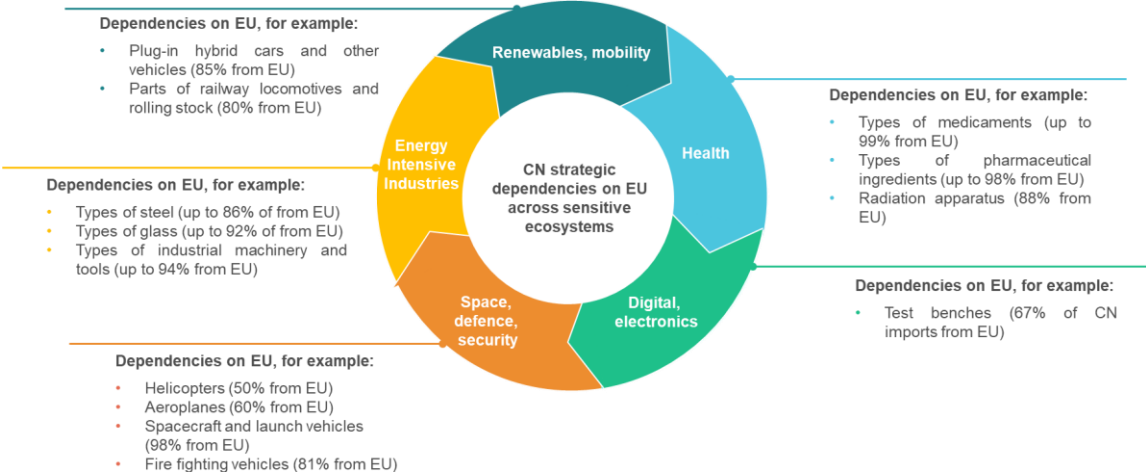 Dependencies on EU, for example:
• Plug-in hybrid cars and other
vehicles (85% from EU)
• Parts of railway locomotives and
rolling stock (80% from EU)
Renewables, mobility
Dependencies on EU, for example:
• Types of medicaments (up to
99% from EU)
• Types of pharmaceutical
ingredients (up to 98% from EU)
• Radiation apparatus (88% from
EU)
Health
Energy
Intensive
Industries
CN strategic
dependencies on EU
across sensitive
ecosystems
Dependencies on EU, for example:
• Types of steel (up to 86% of from EU)
• Types of glass (up to 92% of from EU)
• Types of industrial machinery and
tools (up to 94% from EU)
Dependencies on EU, for example:
• Test benches (67% of CN
imports from EU)
Digital,
electronics
Space,
defence,
security
Dependencies on EU, for example:
• Helicopters (50% from EU)
• Aeroplanes (60% from EU)
• Spacecraft and launch vehicles
(98% from EU)
• Fire fighting vehicles (81% from EU)